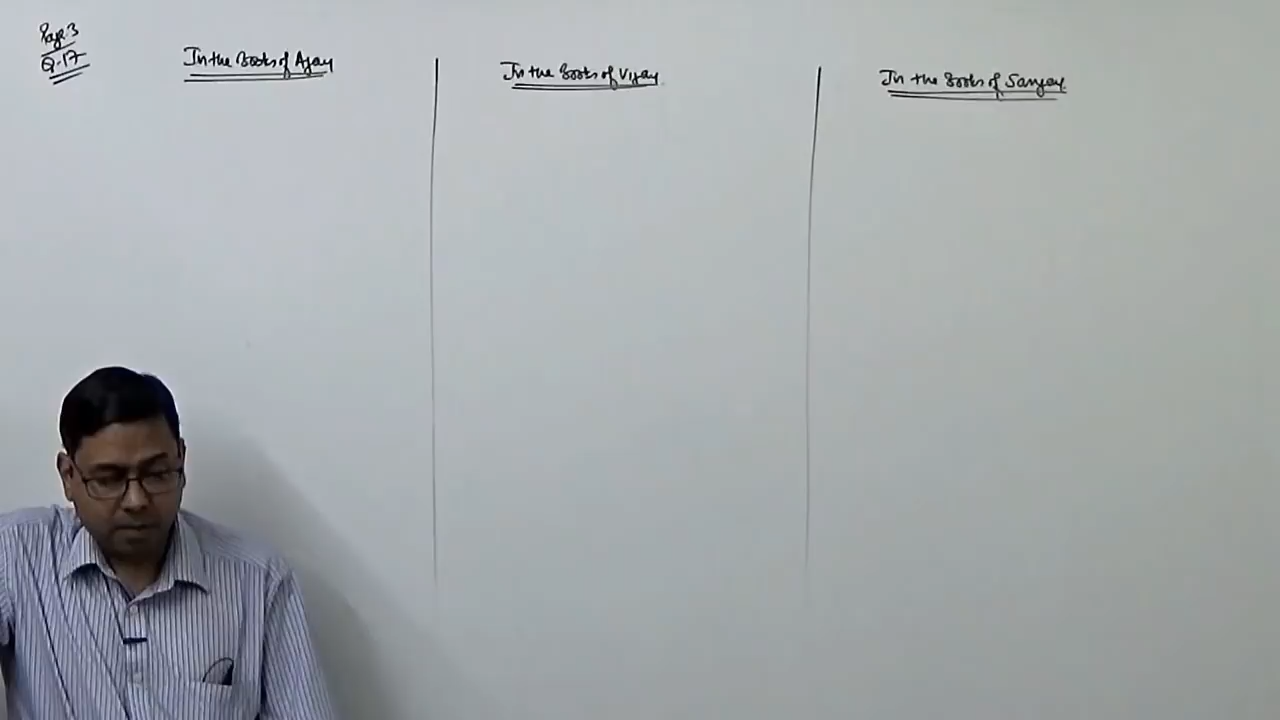 Page:3
Q-17
In the Books of Ajay
In the Books of Vijay
In the Books of Sanjay